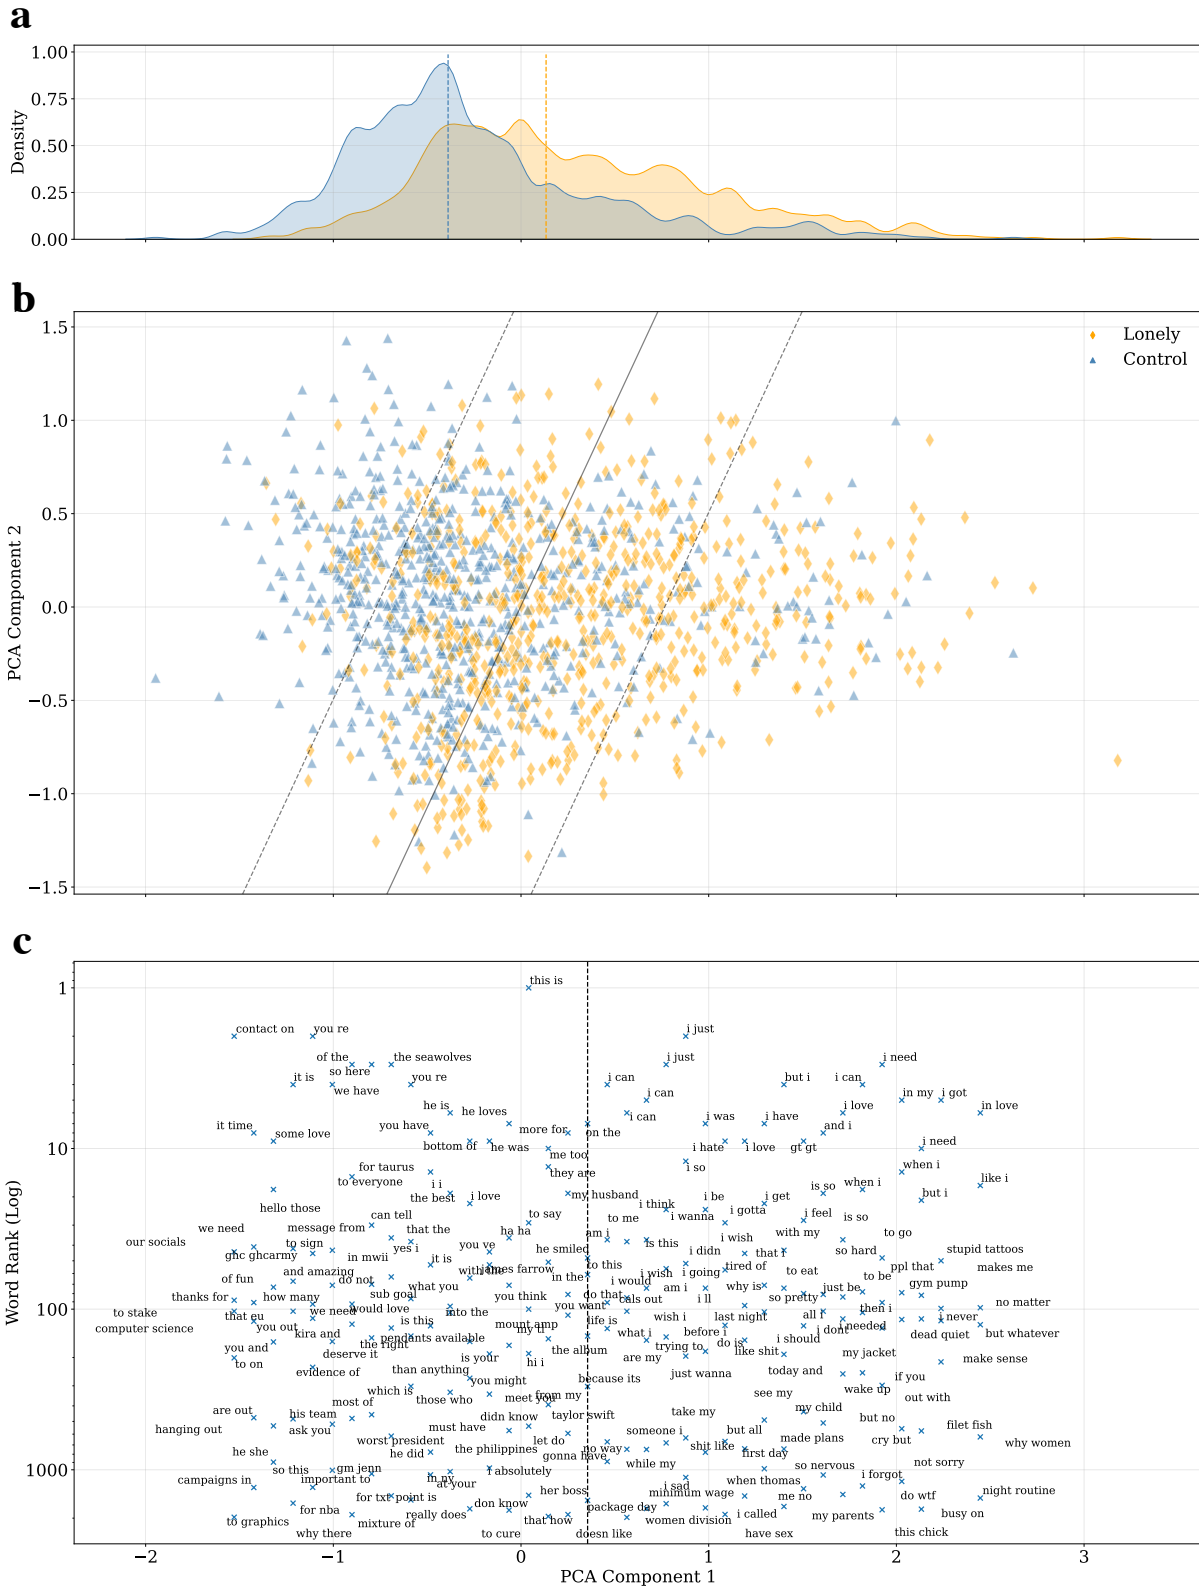 a
1.00
0.75
0.50
0.25
0.00
Density
b
1.5
1.0
0.5
0.0
−0.5
−1.0
−1.5
PCA Component 2
Lonely
Control
c
this is
contact on
you re
i just
of the
the seawolves
i just
i need
so here
it is
we have
you re
i can
but i
i can
i can
in my
i got
he is
he loves
i can
i was
i have
i love
in love
it time
some love
you have
more for
on the
and i
bottom of
he was
me too
i hate
i love
gt gt
i need
for taurus
they are
i so
when i
to everyone
i i
is so
when i
like i
the best
i love
my husband
i be
i get
but i
hello those
i think
can tell
to say
to me
i wanna
i gotta
i feel
is so
we need
message from
that the
ha ha
am i
i wish
with my
to go
our socials
to sign
yes i
you ve
he smiled
is this
i didn
that i
so hard
stupid tattoos
ghc ghcarmy
in mwii
it is
james farrow
to this
tired of
ppl that
makes me
of fun
and amazing
do not
with the
in the
i wish
i going
to eat
to be
gym pump
what you
i would
am i
why is
just be
thanks for
how many
sub goal
you think
do that
cals out
i ll
so pretty
no matter
to stake
that eu
we need
would love
into the
you want
life is
wish i
last night
all i
then i
i never
computer science
you out
kira and
is this
mount amp
my ti
what i
before i
do is
i should
i dont
i needed
dead quiet
but whatever
you and
the right
pendents available
the album
trying to
to on
deserve it
is your
hi i
are my
like shit
my jacket
make sense
evidence of
than anything
because its
just wanna
today and
if you
you might
which is
those who
meet you
from my
see my
wake up
out with
are out
his team
most of
didn know
taylor swift
take my
my child
but no
filet fish
hanging out
ask you
must have
someone i
but all
worst president
let do
made plans
cry but
why women
he she
he did
the philippines
no way
shit like
first day
gonna have
while my
not sorry
so this
gm jenn
i absolutely
so nervous
i forgot
campaigns in
important to
in ny
at your
i sad
when thomas
night routine
for txt
point is
her boss
minimum wage
me no
do wtf
for nba
don know
package day
to graphics
mixture of
really does
that how
women division
i called
my parents
busy on
why there
to cure
doesn like
have sex
this chick
1
10
100
1000
Word Rank (Log)
−2
−1
0
1
2
3
PCA Component 1